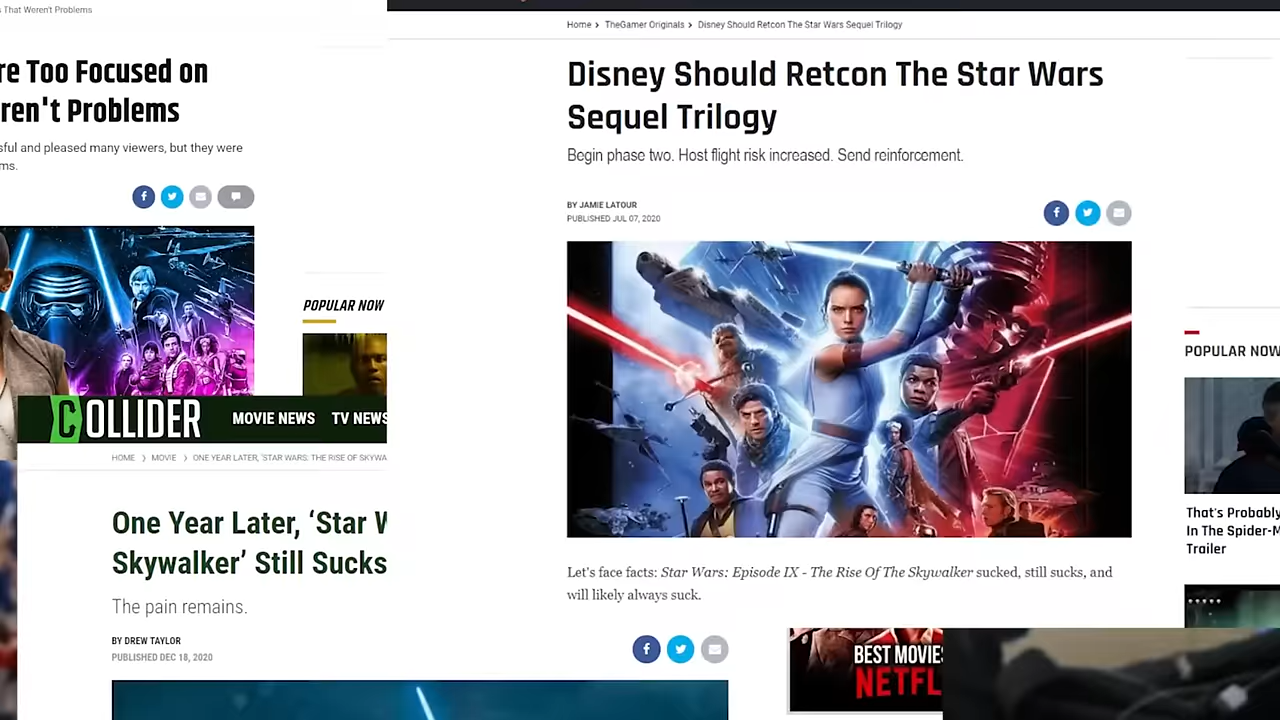 s That Weren't Problems
re Too Focused on
ren't Problems
sful and pleased many viewers, but they were
ms.
POPULAR NOW
COLLIDER
MOVIE NEWS TV NEWS
HOME > MOVIE > ONE YEAR LATER, 'STAR WARS: THE RISE OF SKYWA
One Year Later, ‘Star W
Skywalker’ Still Sucks
The pain remains.
BY DREW TAYLOR
PUBLISHED DEC 18, 2020
Home > TheGamer Originals > Disney Should Retcon The Star Wars Sequel Trilogy
Disney Should Retcon The Star Wars
Sequel Trilogy
Begin phase two. Host flight risk increased. Send reinforcement.
BY JAMIE LATOUR
PUBLISHED JUL 07, 2020
Let's face facts: Star Wars: Episode IX - The Rise Of The Skywalker sucked, still sucks, and
will likely always suck.
POPULAR NOW
That's Probably
In The Spider-M
Trailer
BEST MOVIES
NETFL